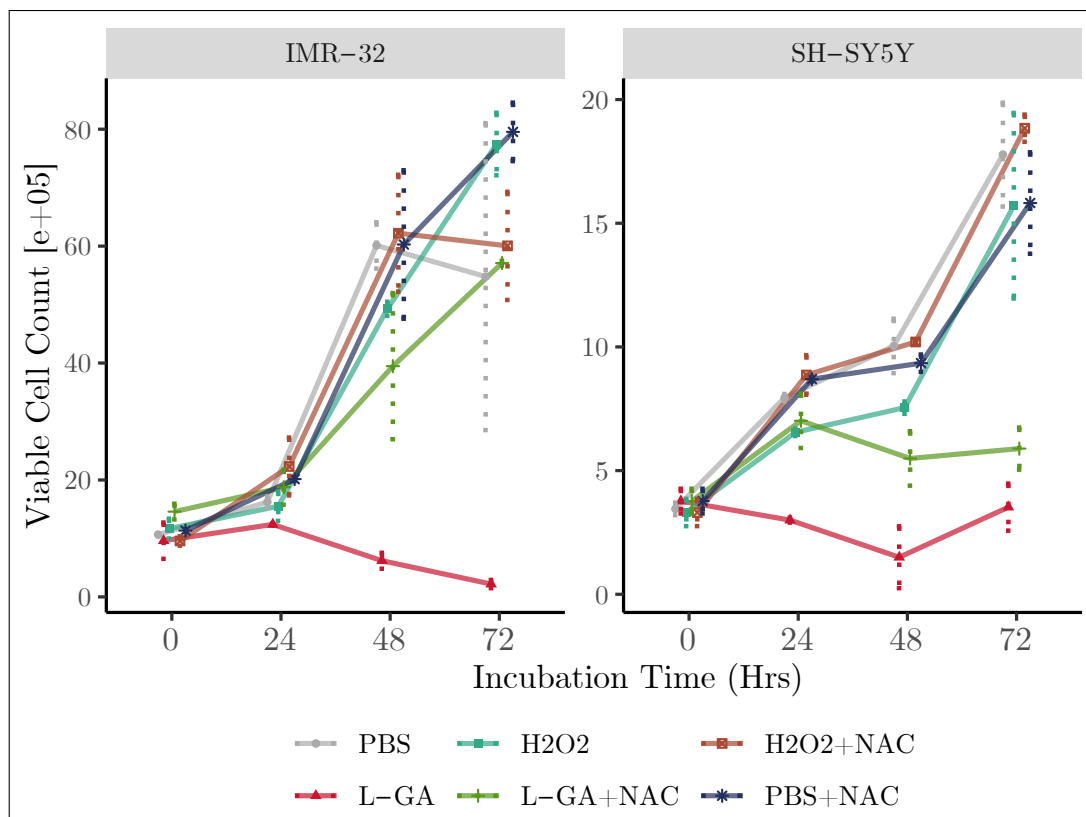 IMR−32
SH−SY5Y
Viable Cell Count [e+05]
80
60
40
20
0
20
15
10
5
0
0 24 48 72
0 24 48 72
Incubation Time (Hrs)
PBS H2O2 H2O2+NAC
L−GA L−GA+NAC PBS+NAC